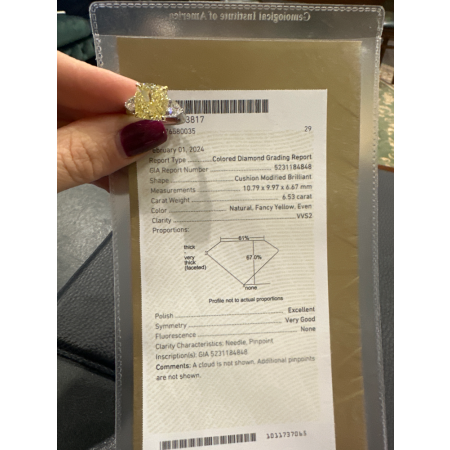 Gemological Institute of America
3817
6580035 29
ruary 01, 2024
Report Type Colored Diamond Grading Report
GIA Report Number 5231184848
Shape Cushion Modified Brilliant
Measurements 10.79 x 9.97 x 6.67 mm
Carat Weight 6.53 carat
Color Natural, Fancy Yellow, Even
Clarity VVS2
Proportions:
61%
thick
-
very
thick
(faceted)
67.0%
none
Profile not to actual proportions
Polish Excellent
Symmetry Very Good
Fluorescence None
Clarity Characteristics: Needle, Pinpoint
Inscription(s): GIA 5231184848
Comments: A cloud is not shown. Additional pinpoints
are not shown.
1011737068